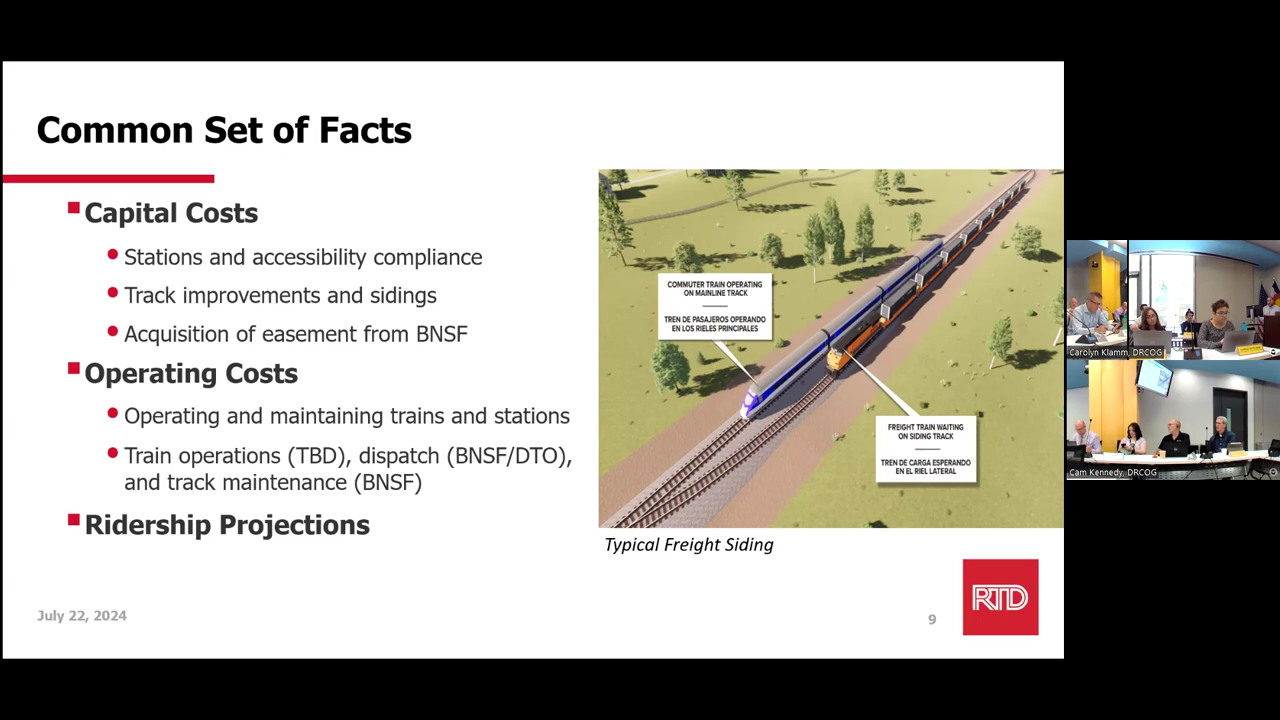 Common Set of Facts
Capital Costs
Stations and accessibility compliance
Track improvements and sidings
Acquisition of easement from BNSF
Operating Costs
Operating and maintaining trains and stations
Train operations (TBD), dispatch (BNSF/DTO),
and track maintenance (BNSF)
Ridership Projections
COMMUTER TRAIN OPERATING
ON MAINLINE TRACK
TREN DE PASAJEROS OPERANDO
EN LOS RIELES PRINCIPALES
FREIGHT TRAIN WAITING
ON SIDING TRACK
TREN DE CARGA ESPERANDO
EN EL RIEL LATERAL
Typical Freight Siding
July 22, 2024
9
RTD
Carolyn Klamm, DRCOG
Cam Kennedy, DRCOG